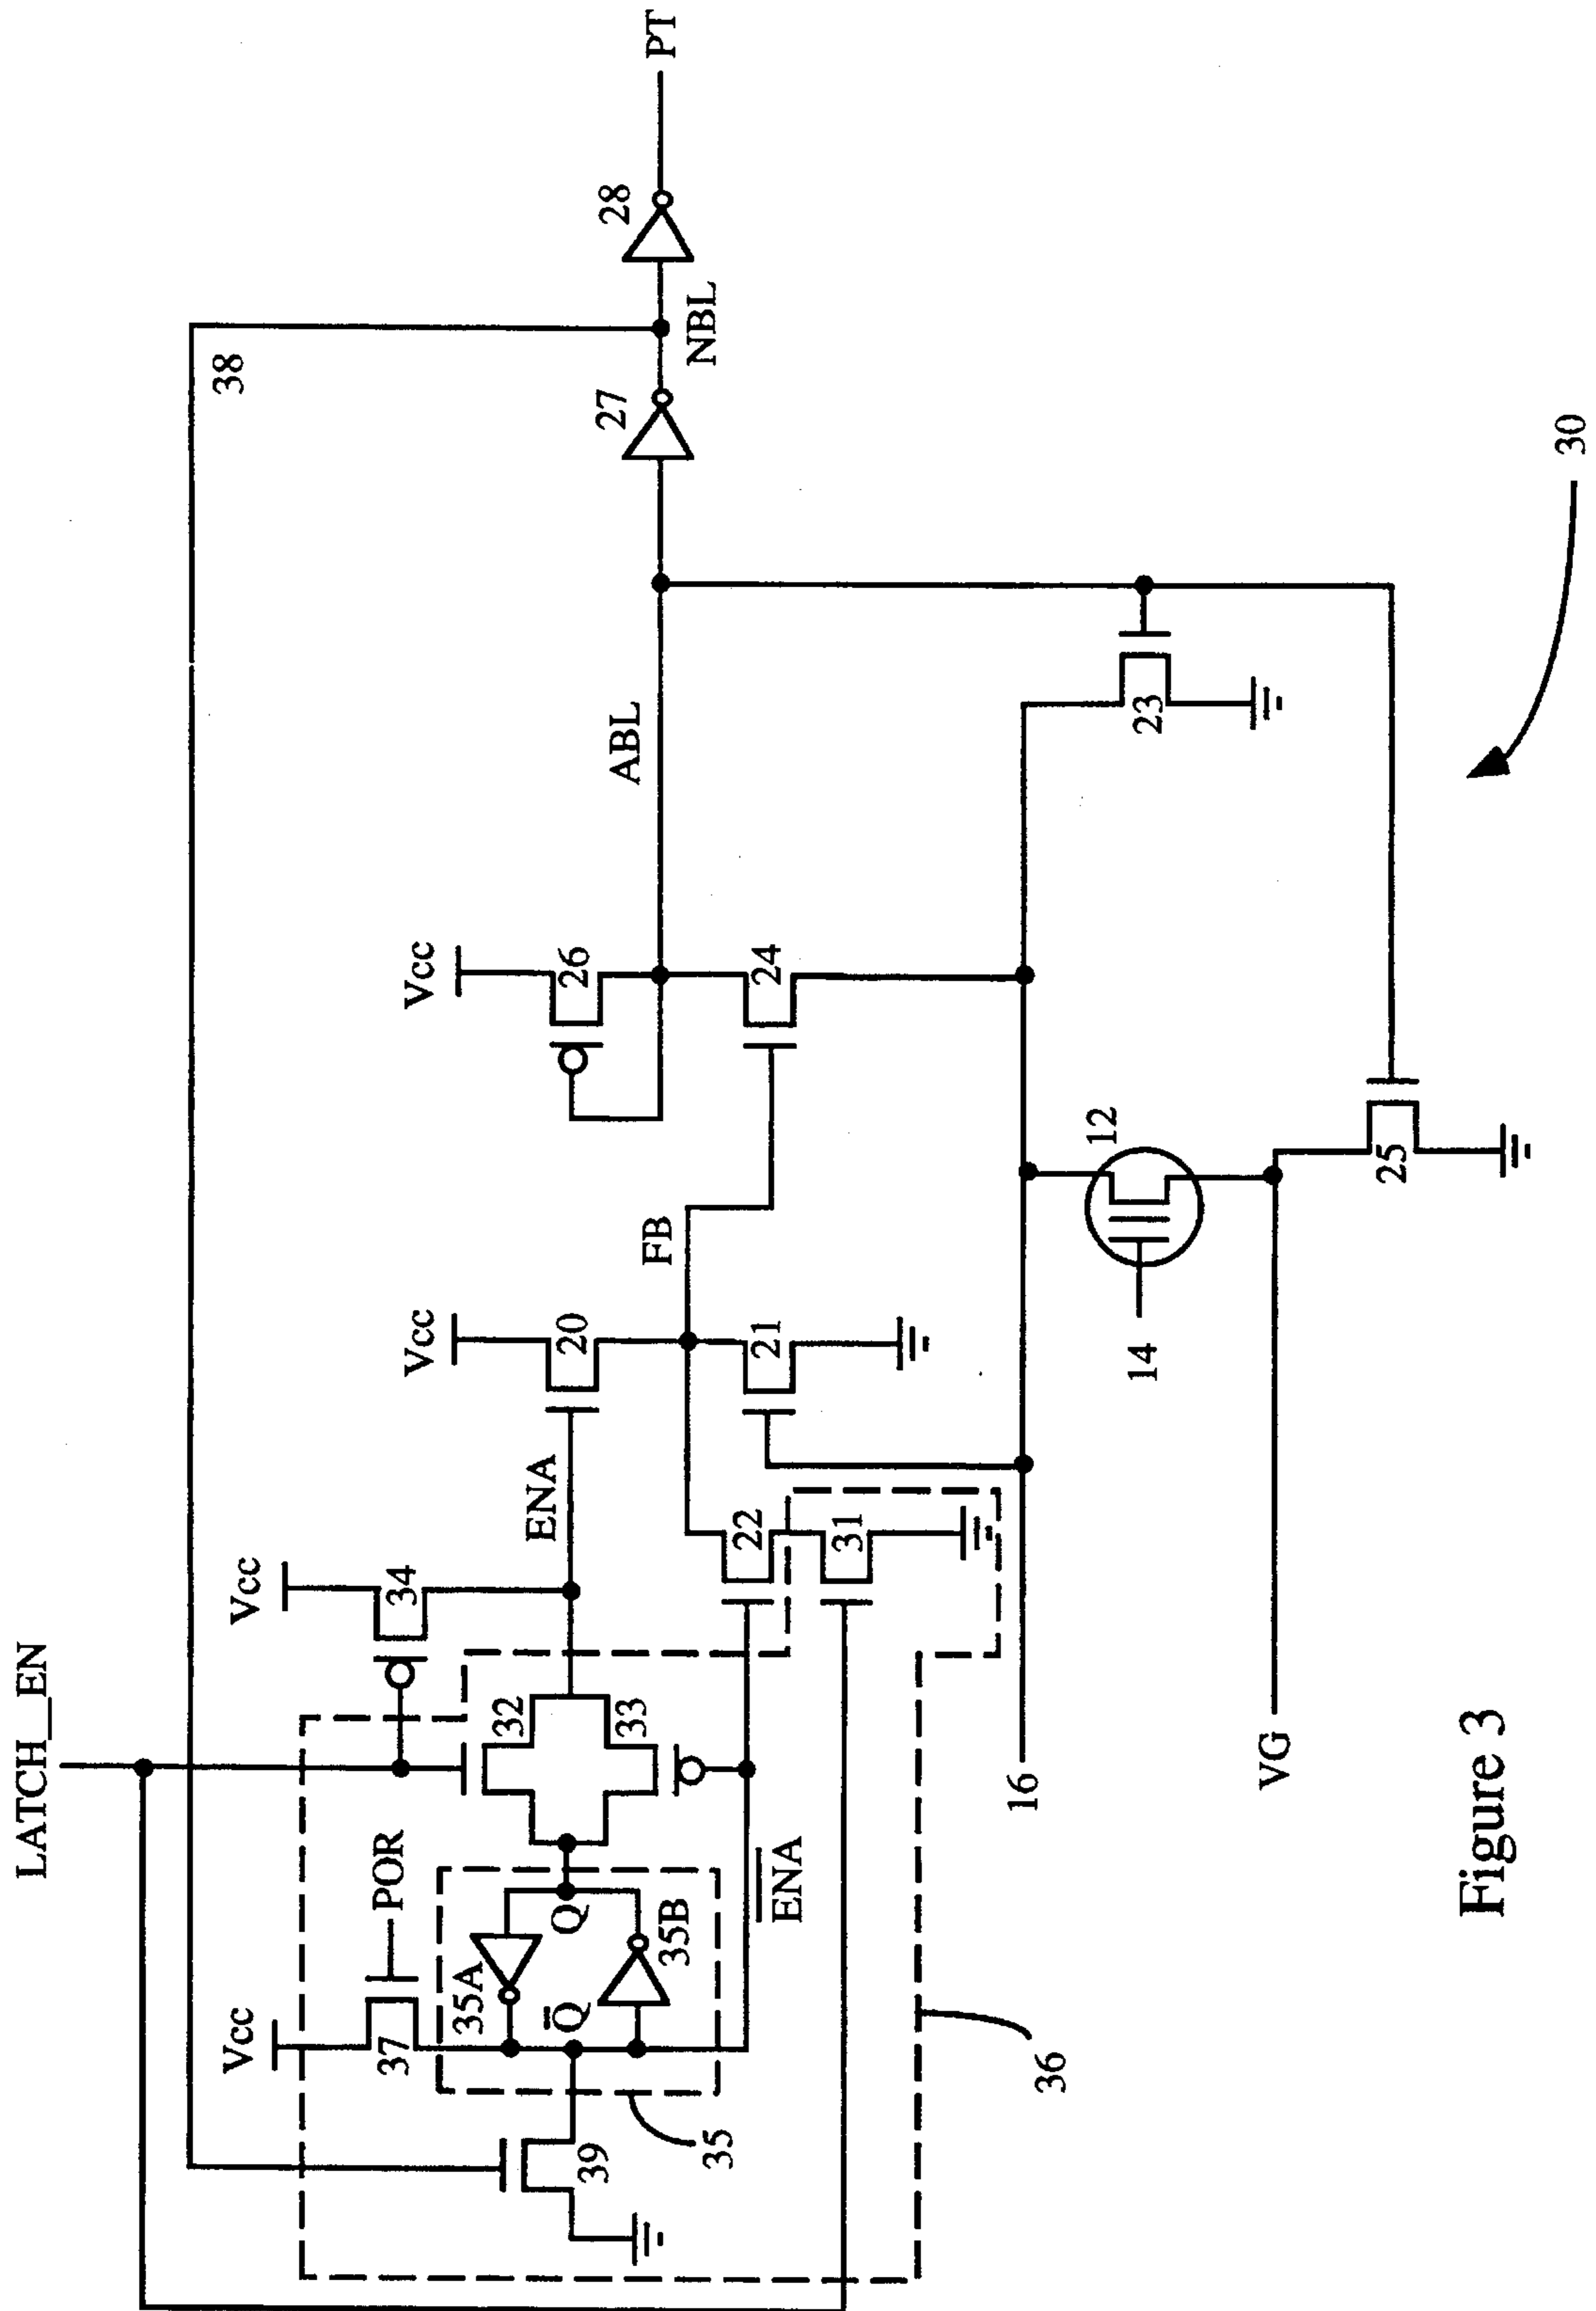 LATCH_EN
38
Vcc
POR
37
35A
Q
Q̅
35B
35
39
36
32
33
Vcc
34
ENA
E̅N̅A̅
22
31
Vcc
20
21
FB
Vcc
26
24
ABL
27
NBL
28
PT
16
14
12
VG
23
25
30
Figure 3